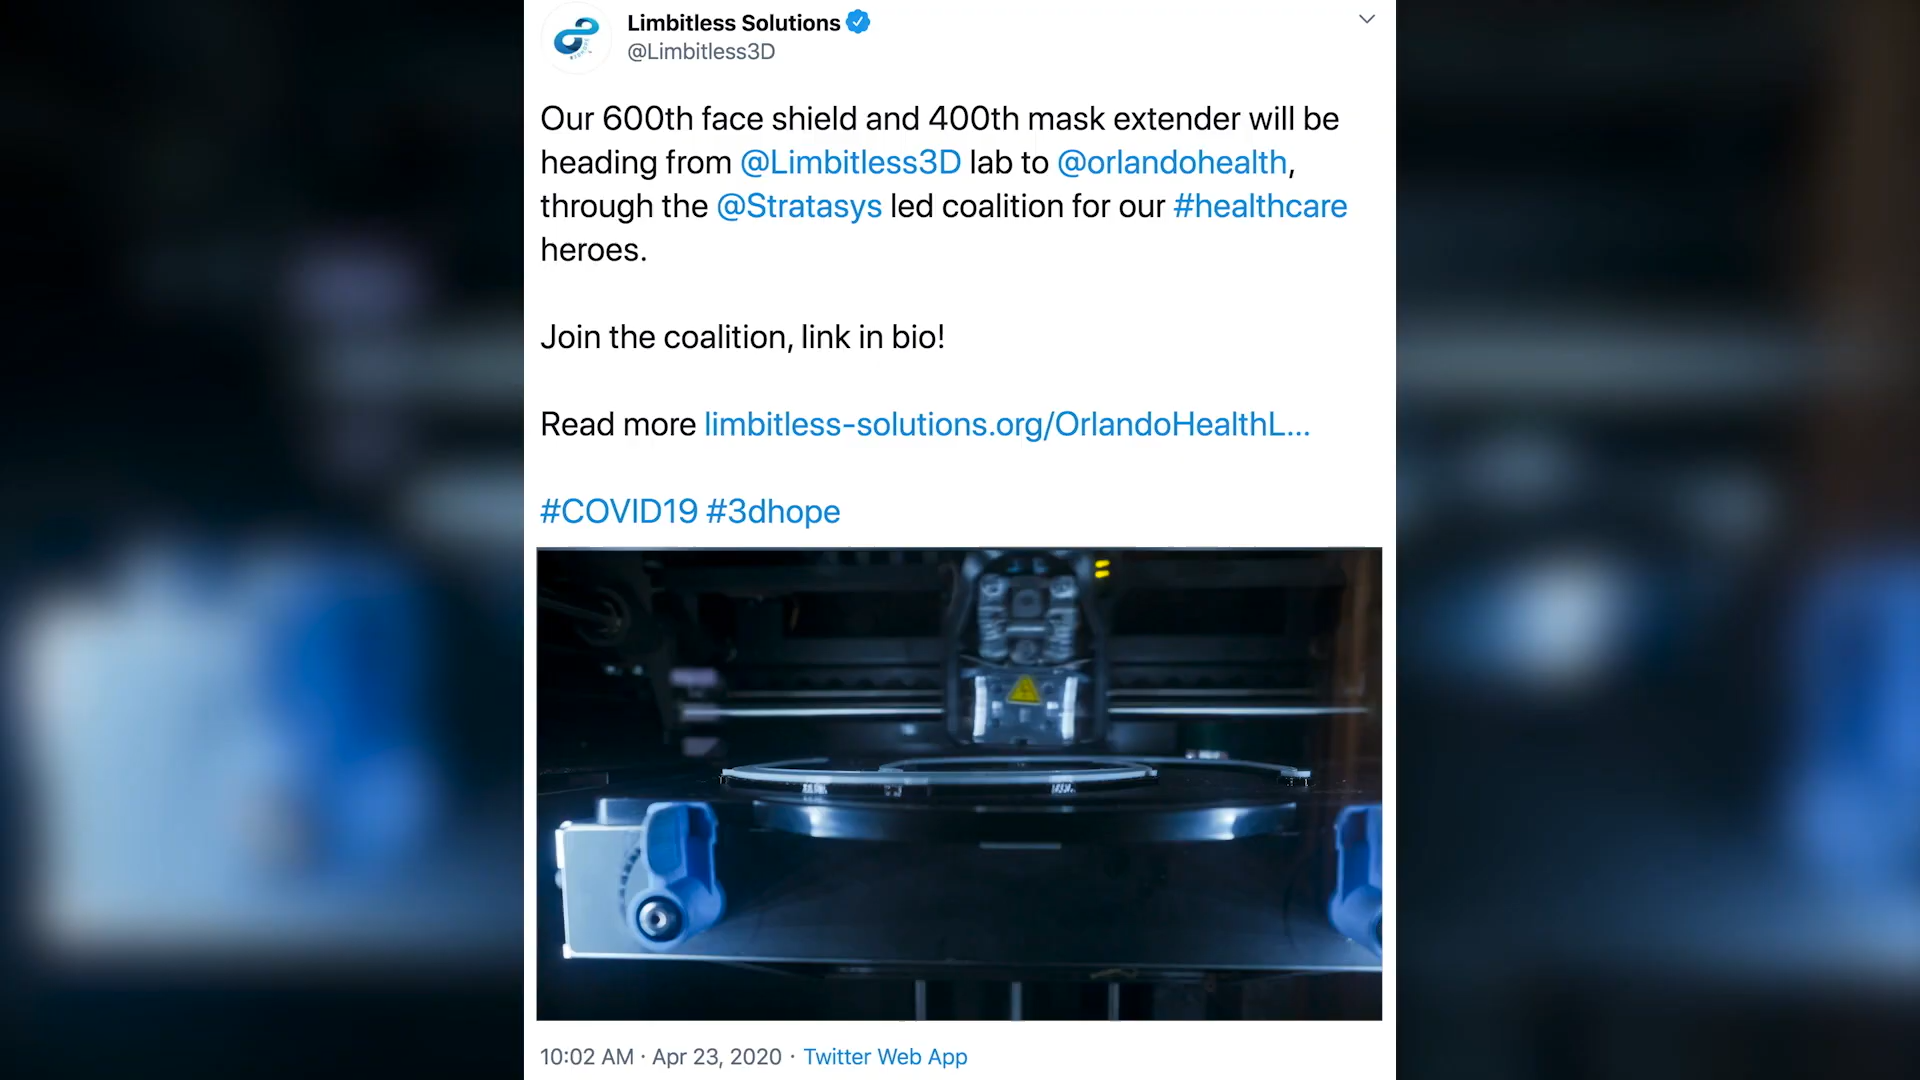 Limbitless Solutions
@Limbitless3D
Our 600th face shield and 400th mask extender will be
heading from @Limbitless3D lab to @orlandohealth,
through the @Stratasys led coalition for our #healthcare
heroes.
Join the coalition, link in bio!
Read more limbitless-solutions.org/OrlandoHealthL...
#COVID19 #3dhope
10:02 AM · Apr 23, 2020 · Twitter Web App